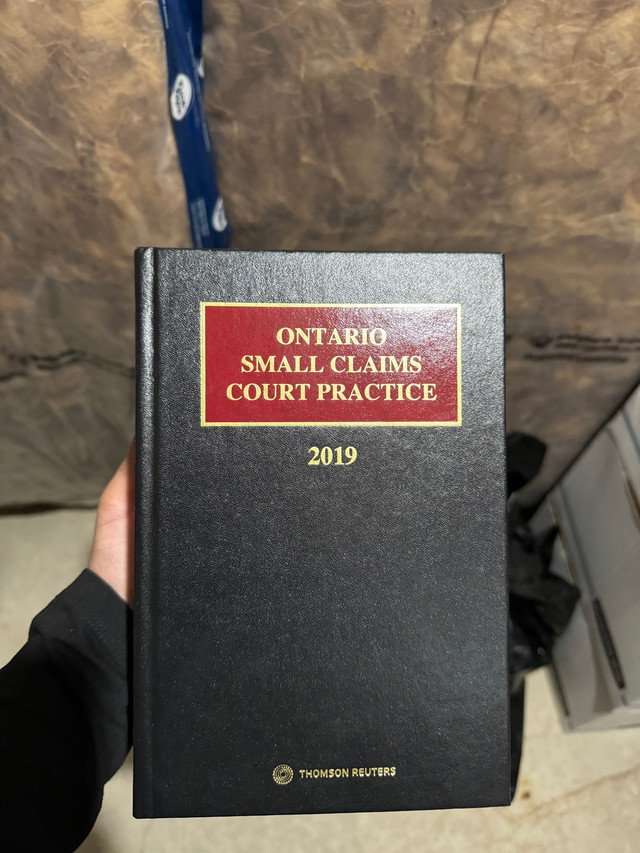 ONTARIO
SMALL CLAIMS
COURT PRACTICE
2019
THOMSON REUTERS